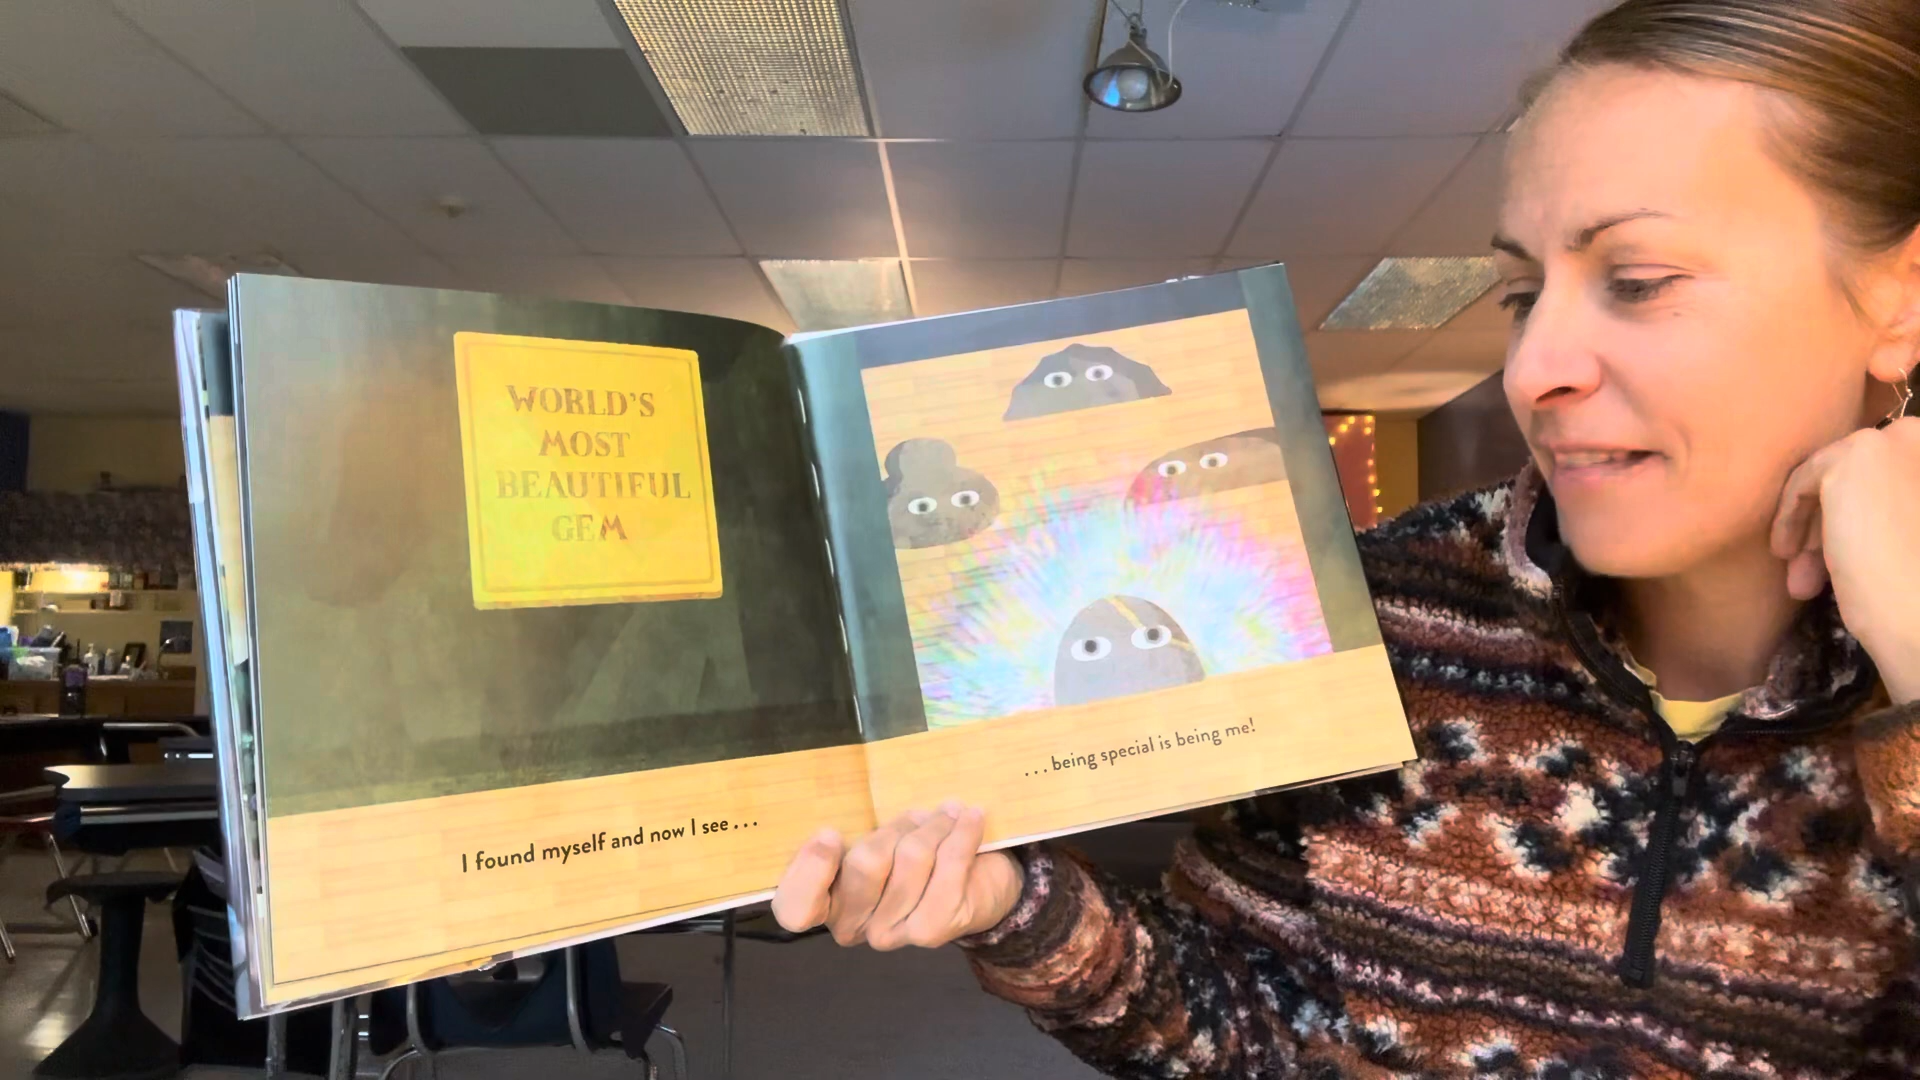 WORLD'S
MOST
BEAUTIFUL
GEM
I found myself and now I see...
...being special is being me!